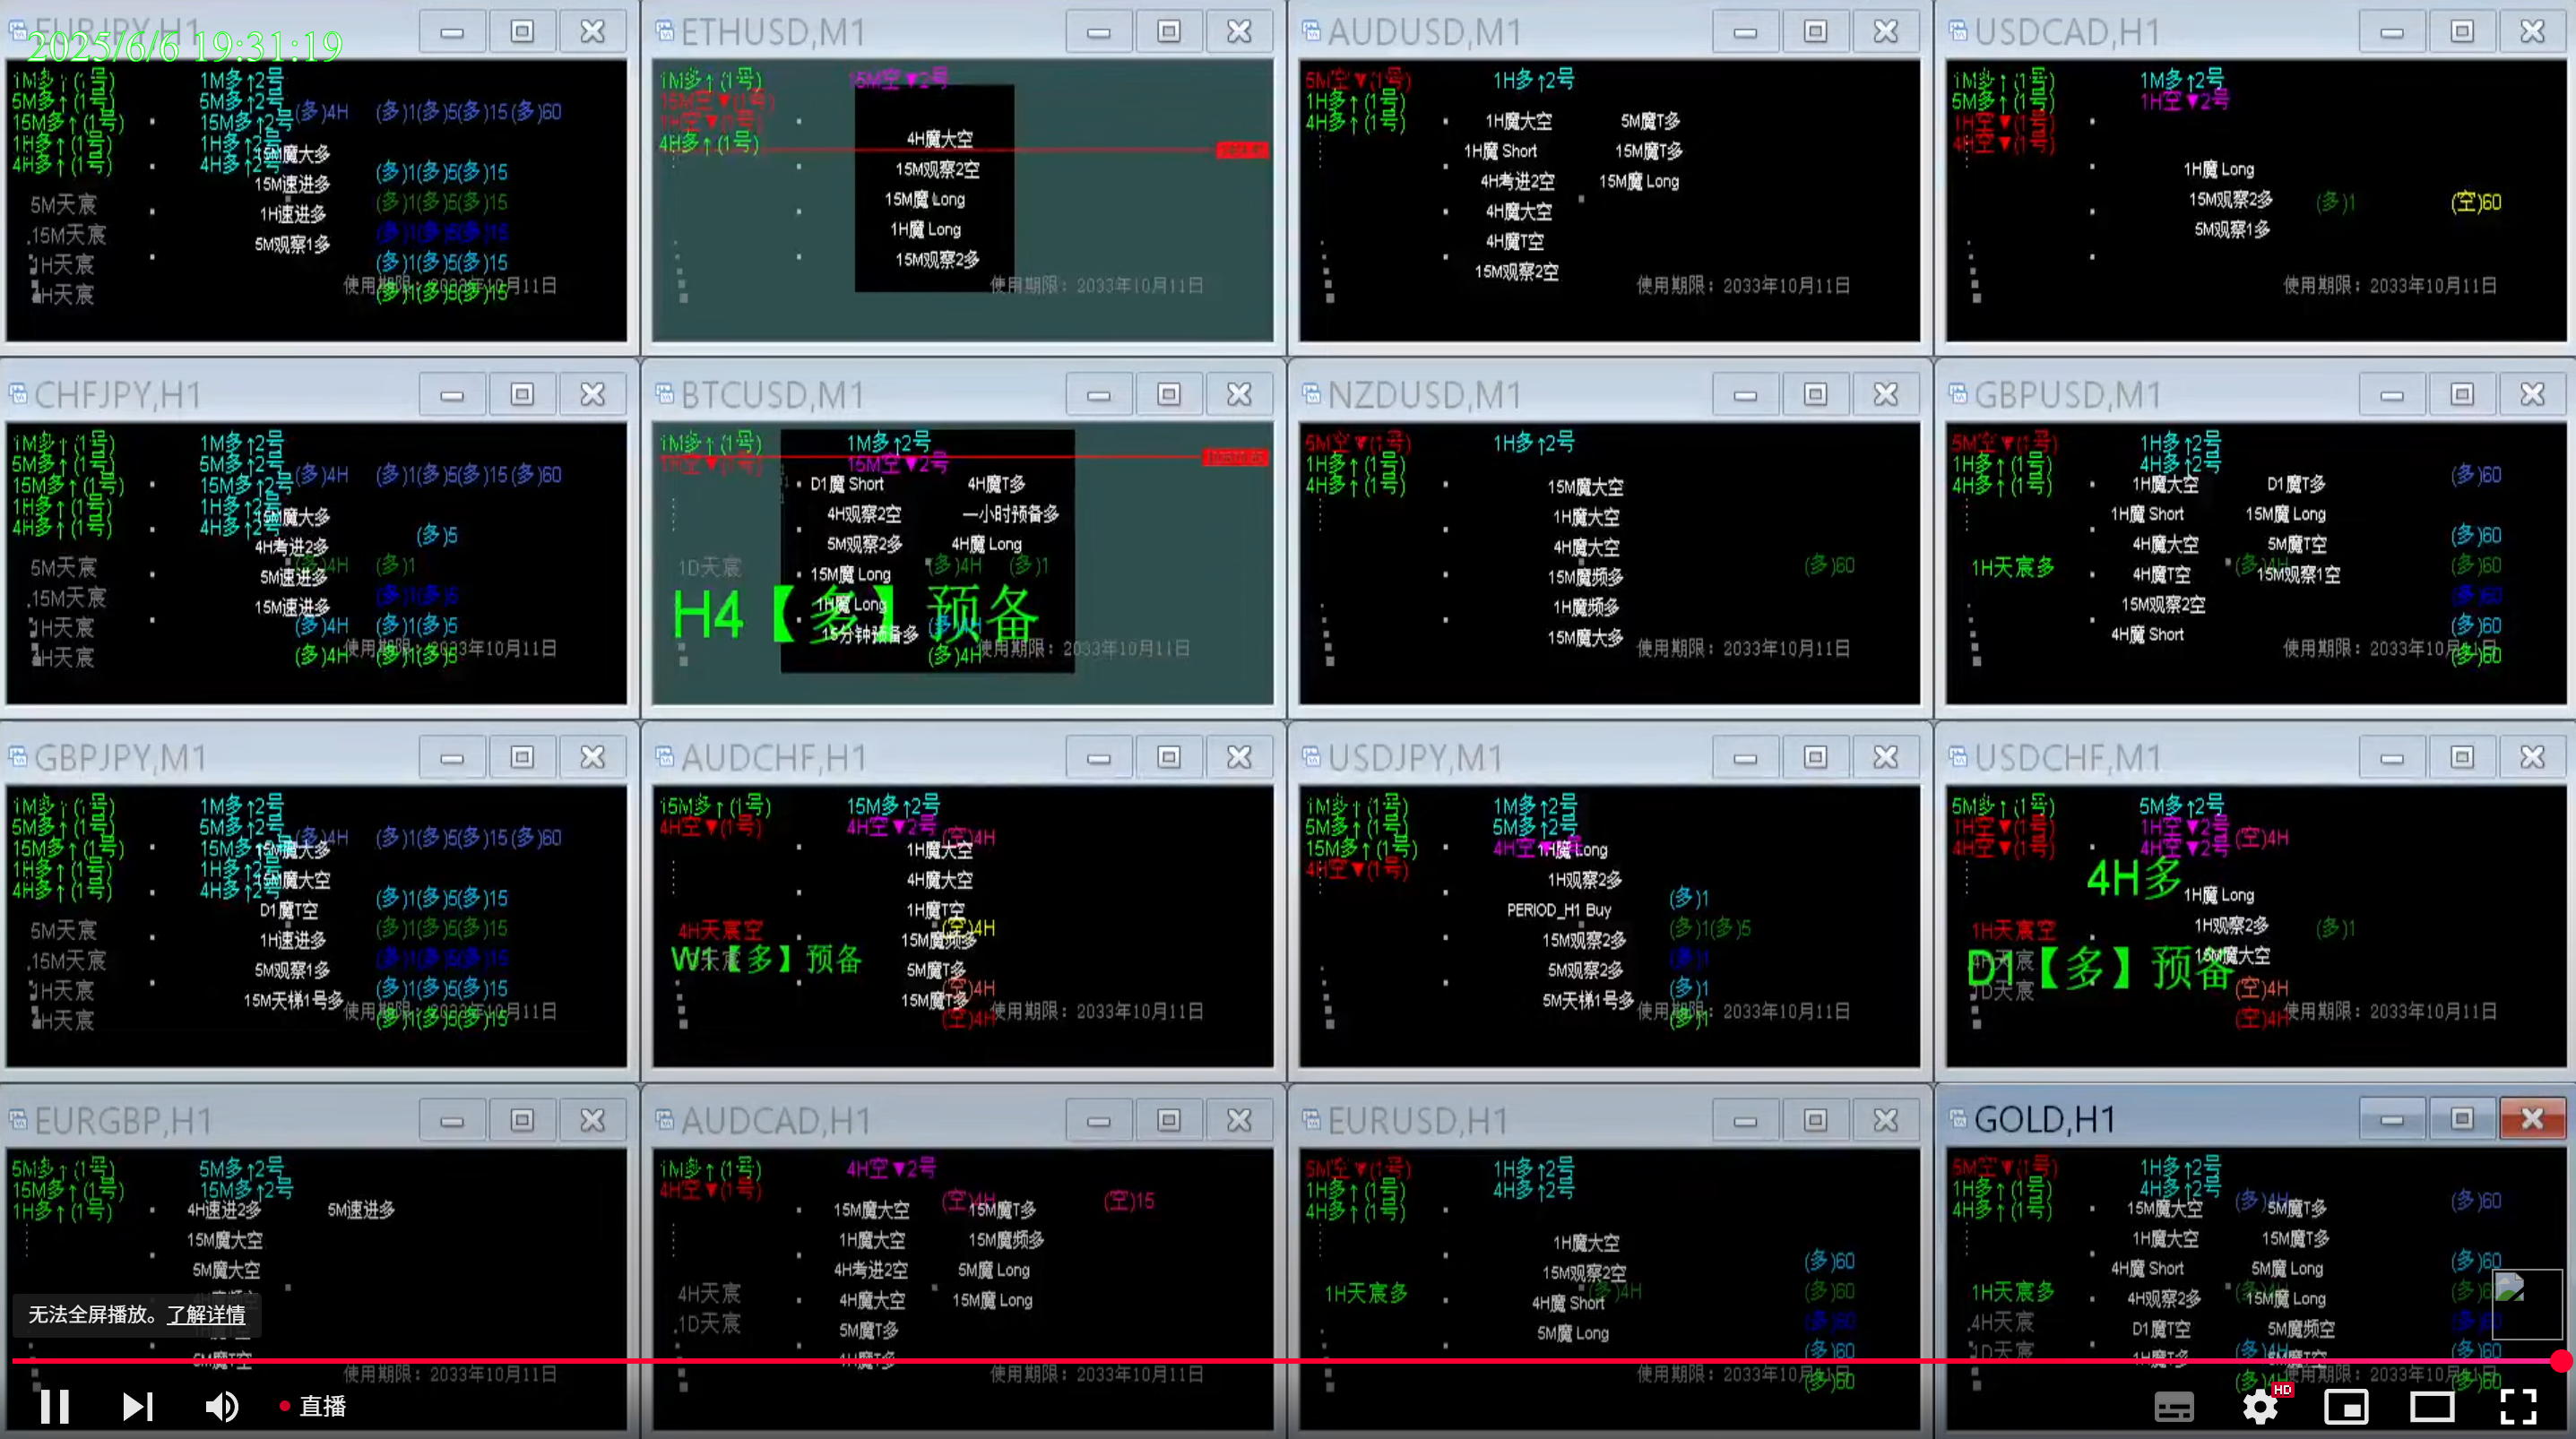 EURJPY,H1
2025/6/6 19:31:19
1M多↑(1号) 1M多↑2号
5M多↑(1号) 5M多↑2号 (多)4H (多)1(多)5(多)15(多)60
15M多↑(1号) 15M多↑2号
1H多↑(1号) 1H多↑2号
15M魔大多
4H多↑(1号) 4H多↑2号
15M速进多 (多)1(多)5(多)15
5M天宸 1H速进多 (多)1(多)5(多)15
.15M天宸 5M观察1多 (多)1(多)5(多)15
1H天宸 (多)1(多)5(多)15
4H天宸 使用期限：2033年10月11日
(多)1(多)5(多)15
ETHUSD,M1
1M多↑(1号) 15M空▼2号
15M空▼(1号)
1H空▼(1号)
4H多↑(1号) 4H魔大空
15M观察2空
15M魔 Long
1H魔 Long
15M观察2多
使用期限：2033年10月11日
AUDUSD,M1
5M空▼(1号) 1H多↑2号
1H多↑(1号)
4H多↑(1号) 1H魔大空 5M魔T多
1H魔 Short 15M魔T多
4H考进2空 15M魔 Long
4H魔大空
4H魔T空
15M观察2空
使用期限：2033年10月11日
USDCAD,H1
1M多↑(1号) 1M多↑2号
5M多↑(1号) 1H空▼2号
1H空▼(1号)
4H空▼(1号)
1H魔 Long
15M观察2多 (多)1 (空)60
5M观察1多
使用期限：2033年10月11日
CHFJPY,H1
1M多↑(1号) 1M多↑2号
5M多↑(1号) 5M多↑2号 (多)4H (多)1(多)5(多)15(多)60
15M多↑(1号) 15M多↑2号
1H多↑(1号) 1H多↑2号
15M魔大多
4H多↑(1号) 4H多↑2号 (多)5
4H考进2多
5M天宸 (多)4H (多)1
5M速进多
.15M天宸 15M速进多 (多)1(多)5
1H天宸 (多)4H (多)1(多)5
4H天宸 (多)4H (多)1(多)5
使用期限：2033年10月11日
BTCUSD,M1
1M多↑(1号) 1M多↑2号
1H空▼(1号) 15M空▼2号
D1魔 Short 4H魔T多
4H观察2空 一小时预备多
5M观察2多 4H魔 Long
1D天宸 15M魔 Long (多)4H (多)1
H4【多】预备
1H魔 Long
15分钟预备多
(多)4H 使用期限：2033年10月11日
NZDUSD,M1
5M空▼(1号) 1H多↑2号
1H多↑(1号)
4H多↑(1号) 15M魔大空
1H魔大空
4H魔大空
15M魔频多 (多)60
1H魔频多
15M魔大多
使用期限：2033年10月11日
GBPUSD,M1
5M空▼(1号) 1H多↑2号
1H多↑(1号) 4H多↑2号 (多)60
4H多↑(1号) 1H魔大空 D1魔T多
1H魔 Short 15M魔 Long
4H魔大空 5M魔T空 (多)60
1H天宸多 4H魔T空 (多)4H 15M观察1空 (多)60
15M观察2空 (多)60
4H魔 Short (多)60
使用期限：2033年10月11日
(多)60
GBPJPY,M1
1M多↑(1号) 1M多↑2号
5M多↑(1号) 5M多↑2号 (多)4H (多)1(多)5(多)15(多)60
15M多↑(1号) 15M多↑2号 15M魔大多
1H多↑(1号) 1H多↑2号
4H多↑(1号) 4H多↑2号 魔大空
D1魔T空 (多)1(多)5(多)15
5M天宸 1H速进多 (多)1(多)5(多)15
.15M天宸 5M观察1多 (多)1(多)5(多)15
1H天宸 15M天梯1号多 (多)1(多)5(多)15
4H天宸 (多)1(多)5(多)15
使用期限：2033年10月11日
AUDCHF,H1
15M多↑(1号) 15M多↑2号
4H空▼(1号) 4H空▼2号 (空)4H
1H魔大空
4H魔大空
1H魔T空
4H天宸空 (空)4H
15M魔频多
W1【多】预备
5M魔T多
15M魔T多 (空)4H
(空)4H 使用期限：2033年10月11日
USDJPY,M1
1M多↑(1号) 1M多↑2号
5M多↑(1号) 5M多↑2号
15M多↑(1号) 4H空▼2号 1H魔 Long
4H空▼(1号) 1H观察2多
PERIOD_H1 Buy (多)1
15M观察2多 (多)1(多)5
5M观察2多 (多)1
5M天梯1号多 (多)1
(多)1 使用期限：2033年10月11日
USDCHF,M1
5M多↑(1号) 5M多↑2号
1H空▼(1号) 1H空▼2号 (空)4H
4H空▼(1号) 4H空▼2号
4H多
1H魔 Long
1H天宸空 1H观察2多 (多)1
4H天宸 15M魔大空
D1【多】预备
1D天宸 (空)4H
(空)4H 使用期限：2033年10月11日
EURGBP,H1
5M多↑(1号) 5M多↑2号
15M多↑(1号) 15M多↑2号
1H多↑(1号) 4H速进2多 5M速进多
15M魔大空
5M魔大空
5M魔T空
使用期限：2033年10月11日
AUDCAD,H1
1M多↑(1号) 4H空▼2号
4H空▼(1号) (空)4H (空)15
15M魔大空 15M魔T多
1H魔大空 15M魔频多
4H考进2空 5M魔 Long
4H天宸 4H魔大空 15M魔 Long
.1D天宸 5M魔T多
1H魔T多
使用期限：2033年10月11日
EURUSD,H1
5M空▼(1号) 1H多↑2号
1H多↑(1号) 4H多↑2号
4H多↑(1号)
1H魔大空 (多)60
15M观察2空
1H天宸多 (多)4H (多)60
4H魔 Short
5M魔 Long (多)60
(多)60
使用期限：2033年10月11日
(多)60
GOLD,H1
5M空▼(1号) 1H多↑2号
1H多↑(1号) 4H多↑2号 (多)4H (多)60
4H多↑(1号) 15M魔大空 5M魔T多
1H魔大空 15M魔T多
4H魔 Short 5M魔 Long (多)60
1H天宸多 4H观察2多 (多)4H 15M魔 Long
.4H天宸 D1魔T空 5M魔频空
1D天宸 1H魔T多 (多)4H 5M魔T空 (多)60
使用期限：2033年10月11日
(多)4H (多)60
无法全屏播放。了解详情
直播
HD